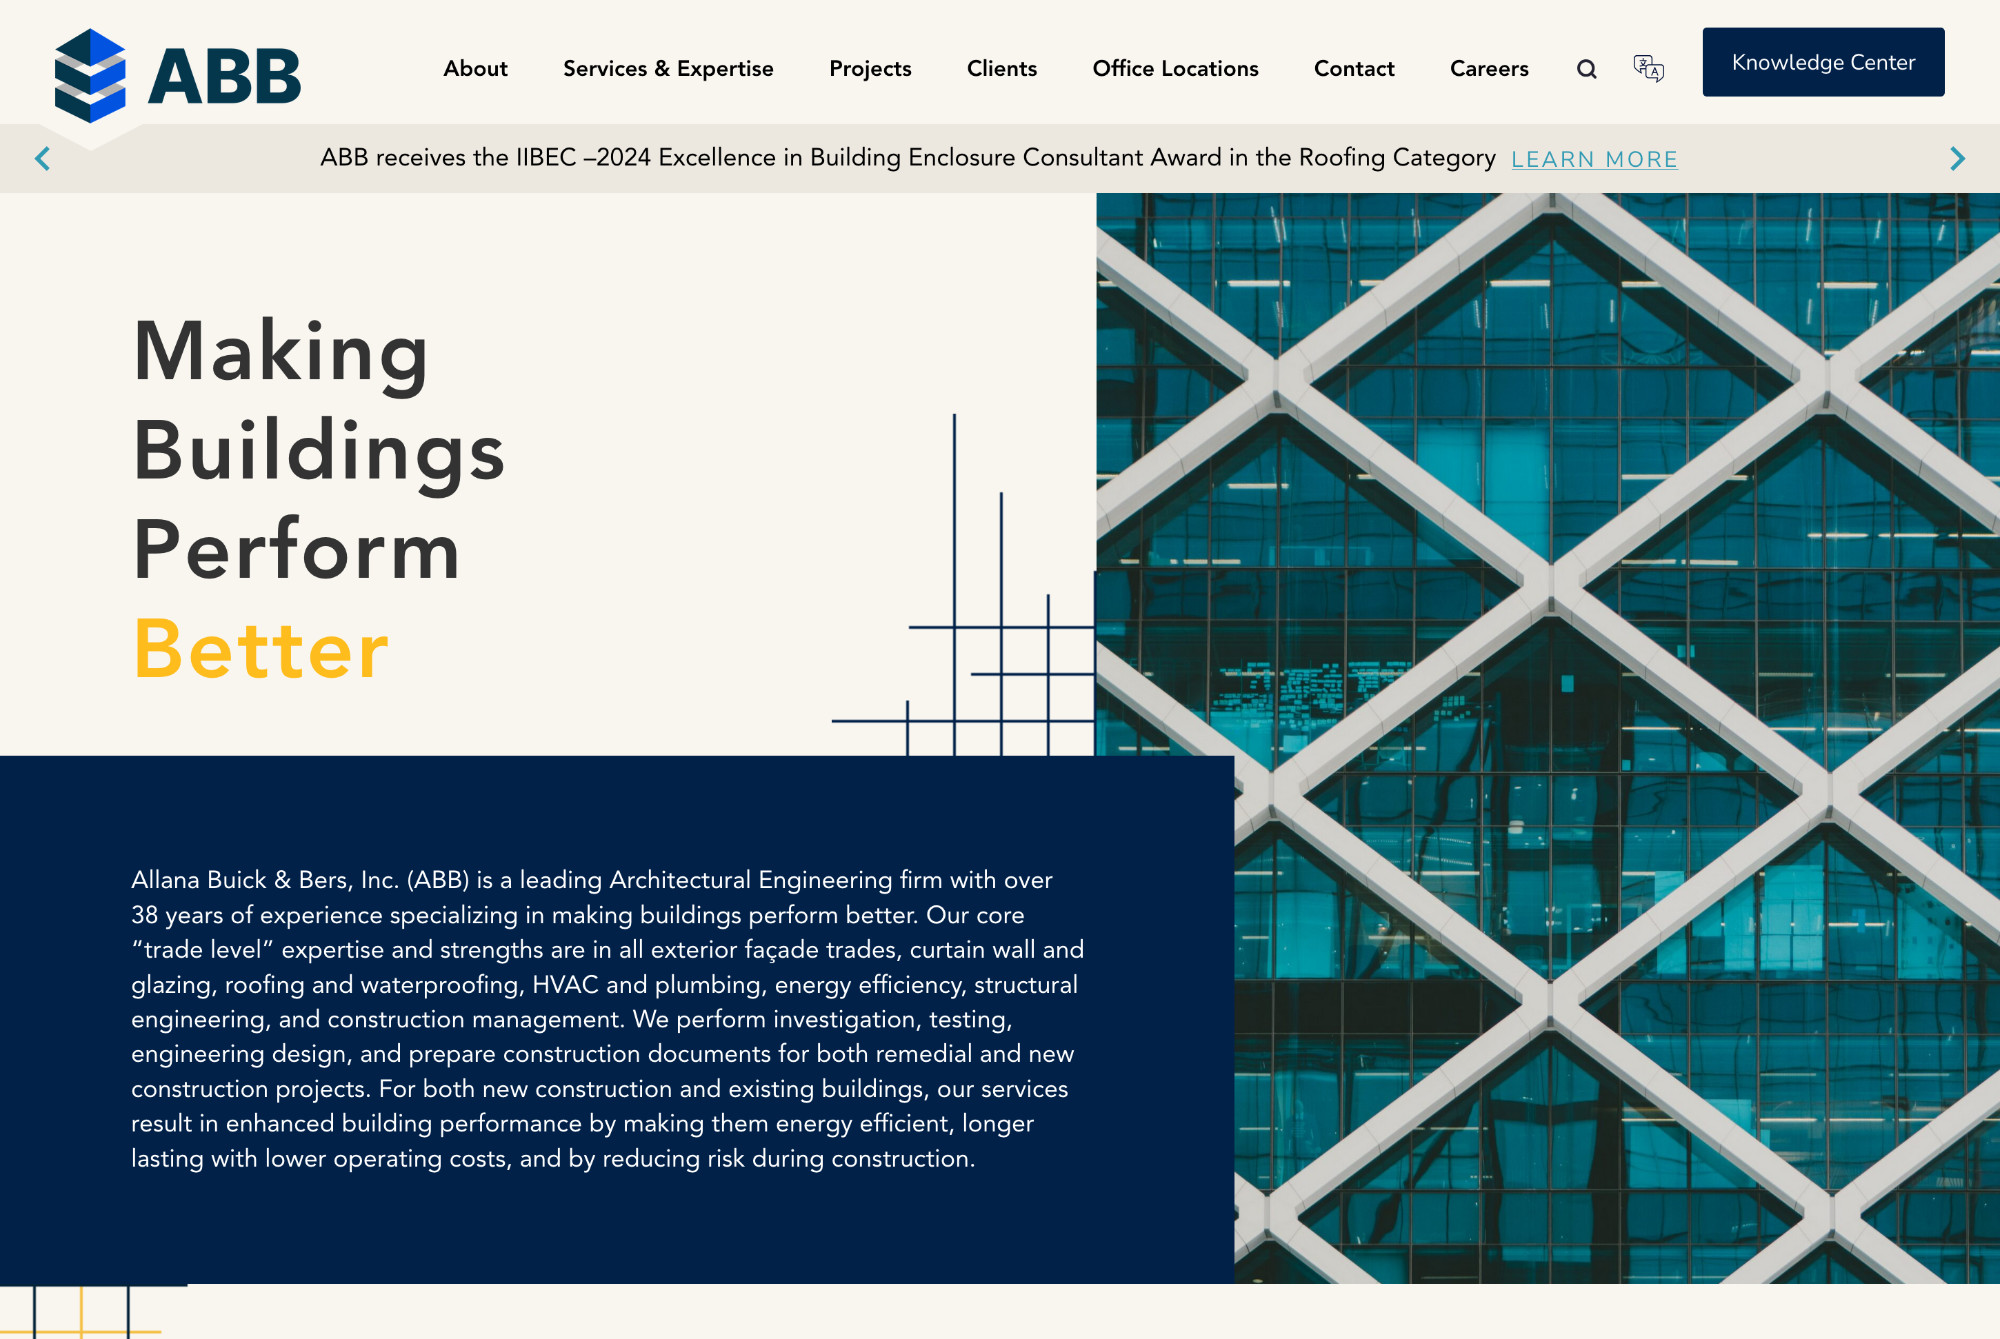 ABB
About
Services & Expertise
Projects
Clients
Office Locations
Contact
Careers
Knowledge Center
ABB receives the IIBEC –2024 Excellence in Building Enclosure Consultant Award in the Roofing Category LEARN MORE
Making
Buildings
Perform
Better
Allana Buick & Bers, Inc. (ABB) is a leading Architectural Engineering firm with over
38 years of experience specializing in making buildings perform better. Our core
“trade level” expertise and strengths are in all exterior façade trades, curtain wall and
glazing, roofing and waterproofing, HVAC and plumbing, energy efficiency, structural
engineering, and construction management. We perform investigation, testing,
engineering design, and prepare construction documents for both remedial and new
construction projects. For both new construction and existing buildings, our services
result in enhanced building performance by making them energy efficient, longer
lasting with lower operating costs, and by reducing risk during construction.